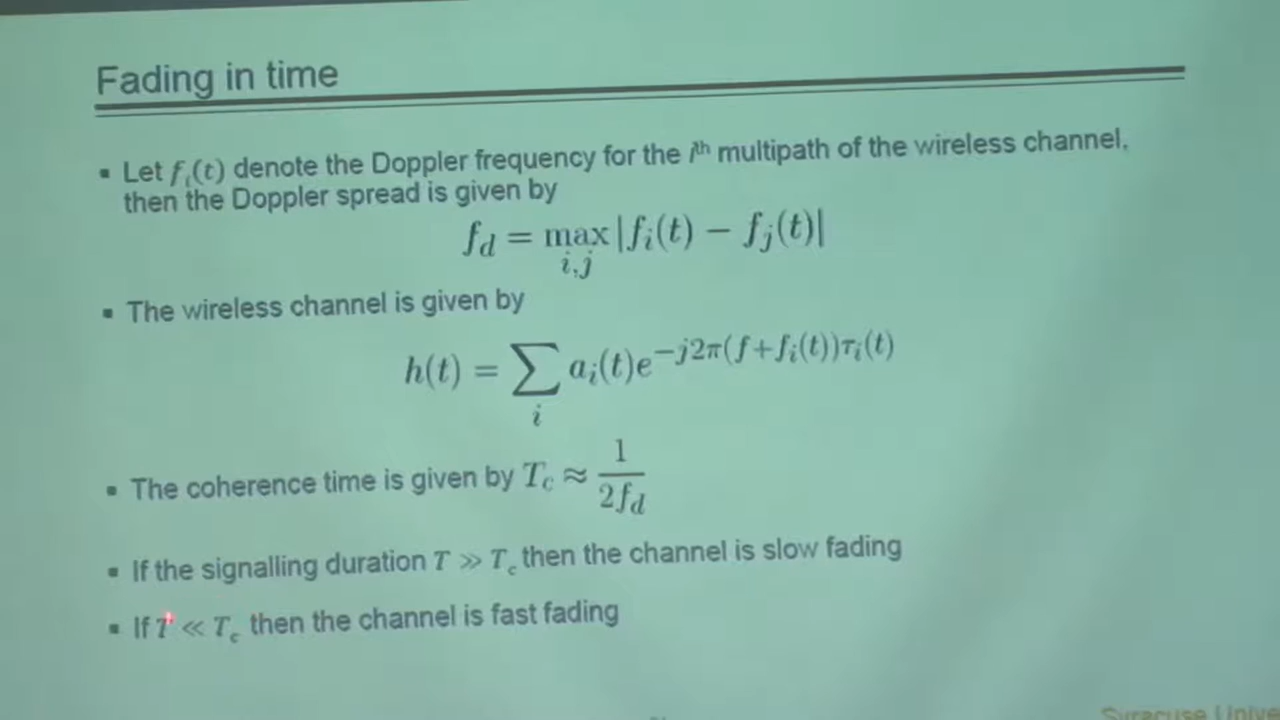 Fading in time
▪ Let f_i(t) denote the Doppler frequency for the i^th multipath of the wireless channel,
then the Doppler spread is given by
f_d = max_{i,j} |f_i(t) − f_j(t)|
▪ The wireless channel is given by
h(t) = ∑_i a_i(t)e^{−j2π(f+f_i(t))τ_i(t)}
▪ The coherence time is given by T_c ≈ 1/(2f_d)
▪ If the signalling duration T ≫ T_c then the channel is slow fading
▪ If T ≪ T_c then the channel is fast fading
Syracuse